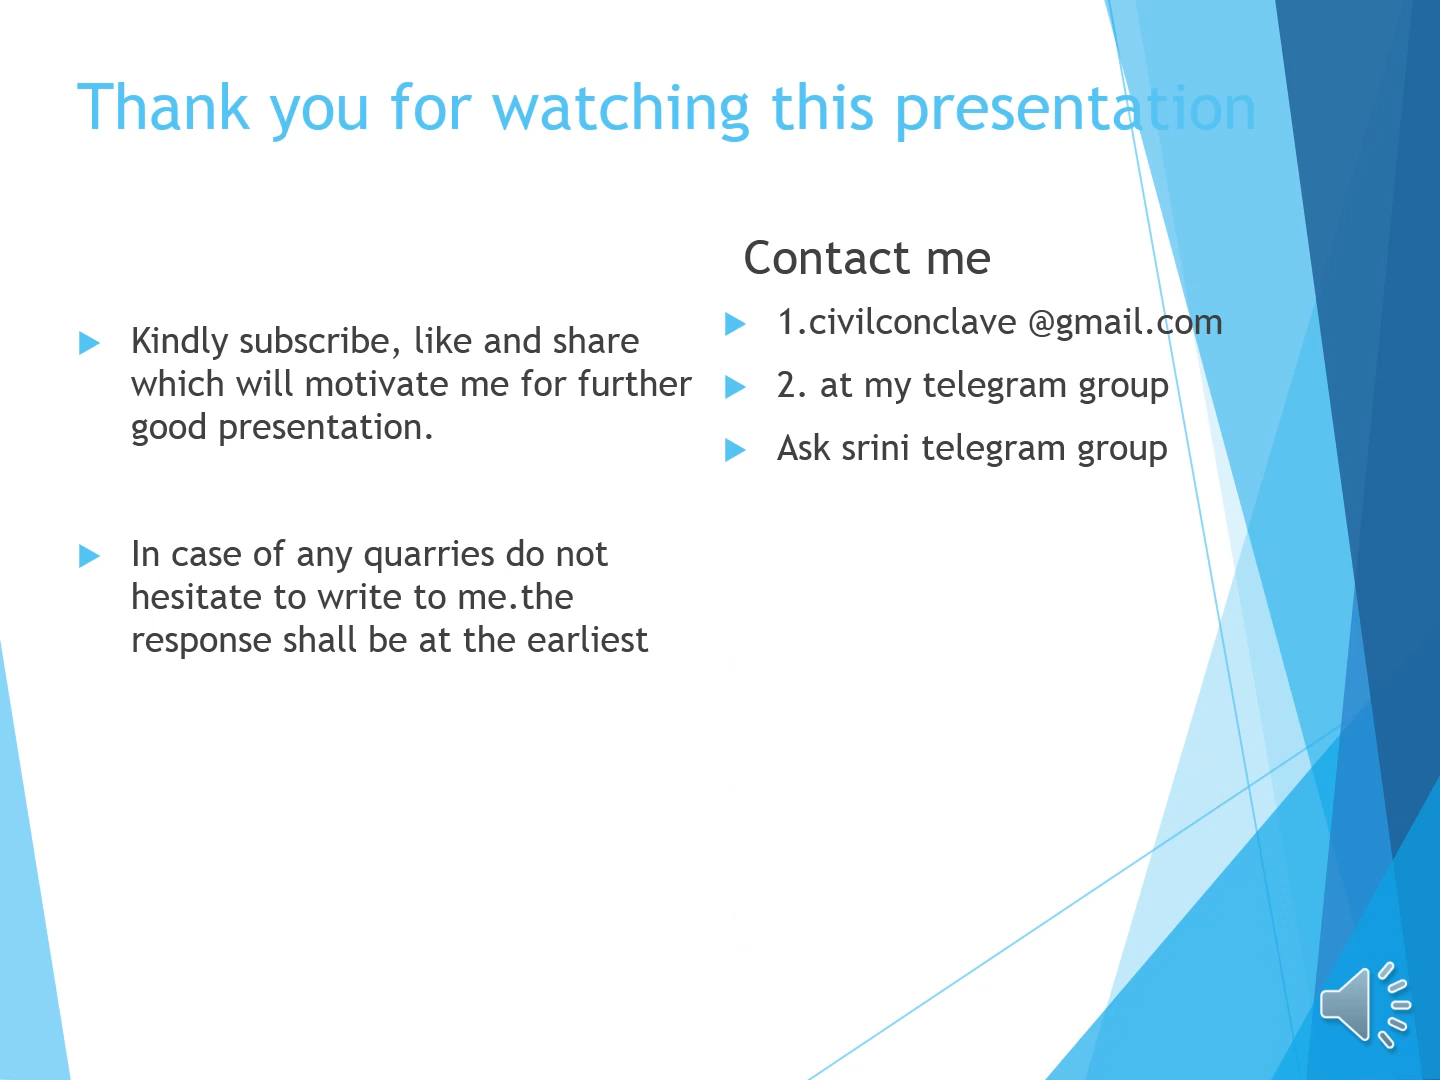 Thank you for watching this presentation
Kindly subscribe, like and share
which will motivate me for further
good presentation.
In case of any quarries do not
hesitate to write to me.the
response shall be at the earliest
Contact me
1.civilconclave @gmail.com
2. at my telegram group
Ask srini telegram group